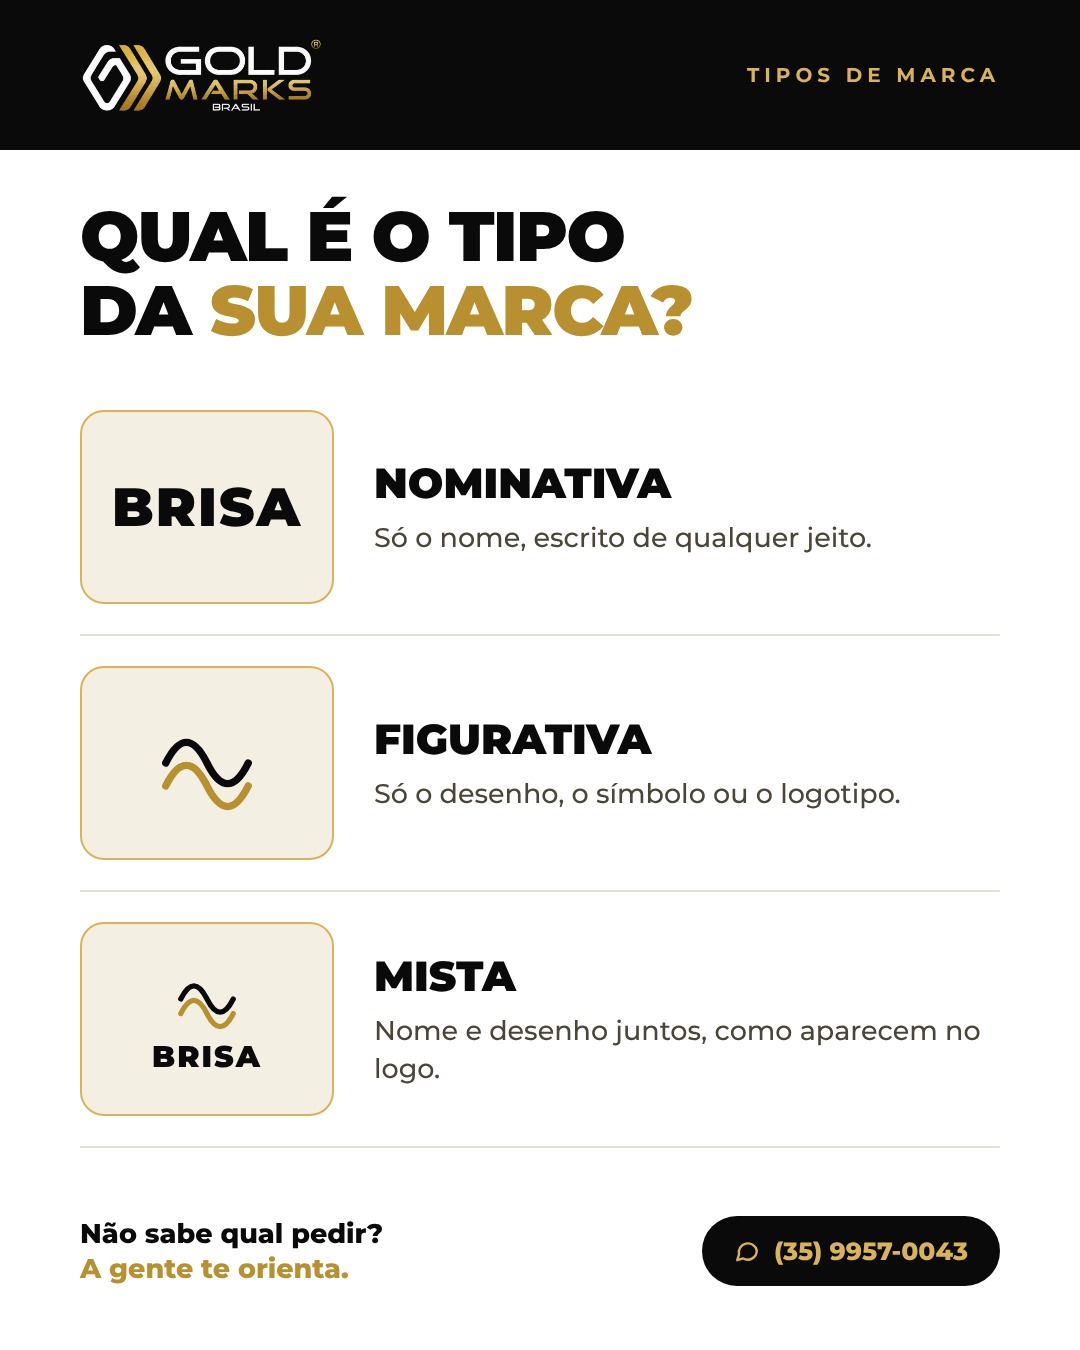 GOLD
MARKS
BRASIL
®
TIPOS DE MARCA
QUAL É O TIPO
DA SUA MARCA?
BRISA
NOMINATIVA
Só o nome, escrito de qualquer jeito.
FIGURATIVA
Só o desenho, o símbolo ou o logotipo.
BRISA
MISTA
Nome e desenho juntos, como aparecem no
logo.
Não sabe qual pedir?
A gente te orienta.
(35) 9957-0043